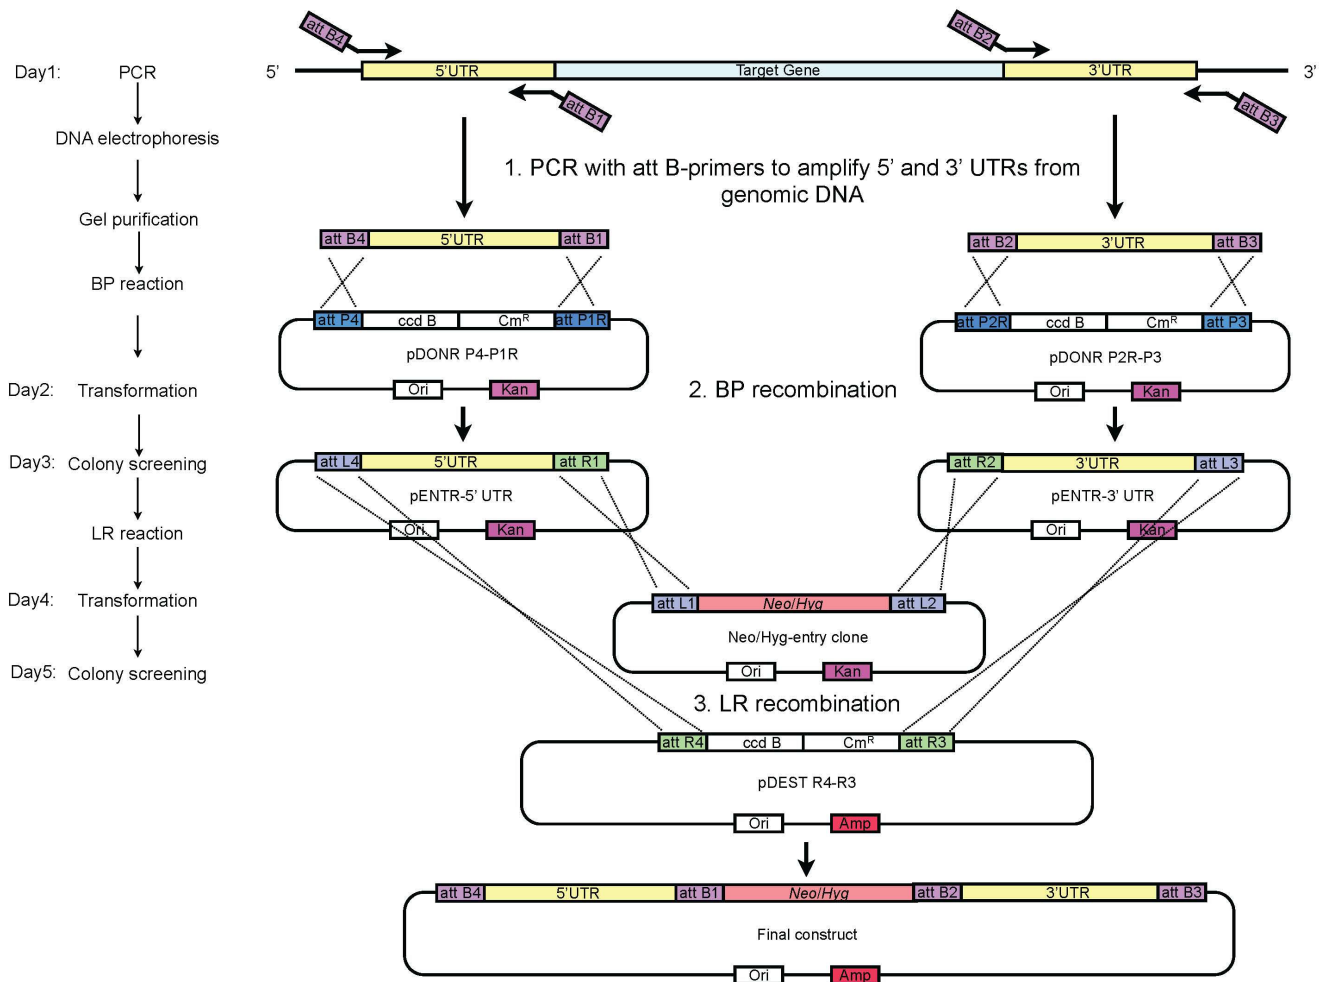 att B4
att B2
Day1: PCR
5' 5'UTR Target Gene 3'UTR 3'
att B1
att B3
DNA electrophoresis
1. PCR with att B-primers to amplify 5' and 3' UTRs from
genomic DNA
Gel purification
att B4 5'UTR att B1
att B2 3'UTR att B3
BP reaction
att P4 ccd B Cmᴿ att P1R
att P2R ccd B Cmᴿ att P3
pDONR P4-P1R
pDONR P2R-P3
Ori Kan
Ori Kan
Day2: Transformation
2. BP recombination
Day3: Colony screening
att L4 5'UTR att R1
att R2 3'UTR att L3
pENTR-5' UTR
pENTR-3' UTR
Ori Kan
Ori Kan
LR reaction
Day4: Transformation
att L1 Neo/Hyg att L2
Neo/Hyg-entry clone
Ori Kan
Day5: Colony screening
3. LR recombination
att R4 ccd B Cmᴿ att R3
pDEST R4-R3
Ori Amp
att B4 5'UTR att B1 Neo/Hyg att B2 3'UTR att B3
Final construct
Ori Amp